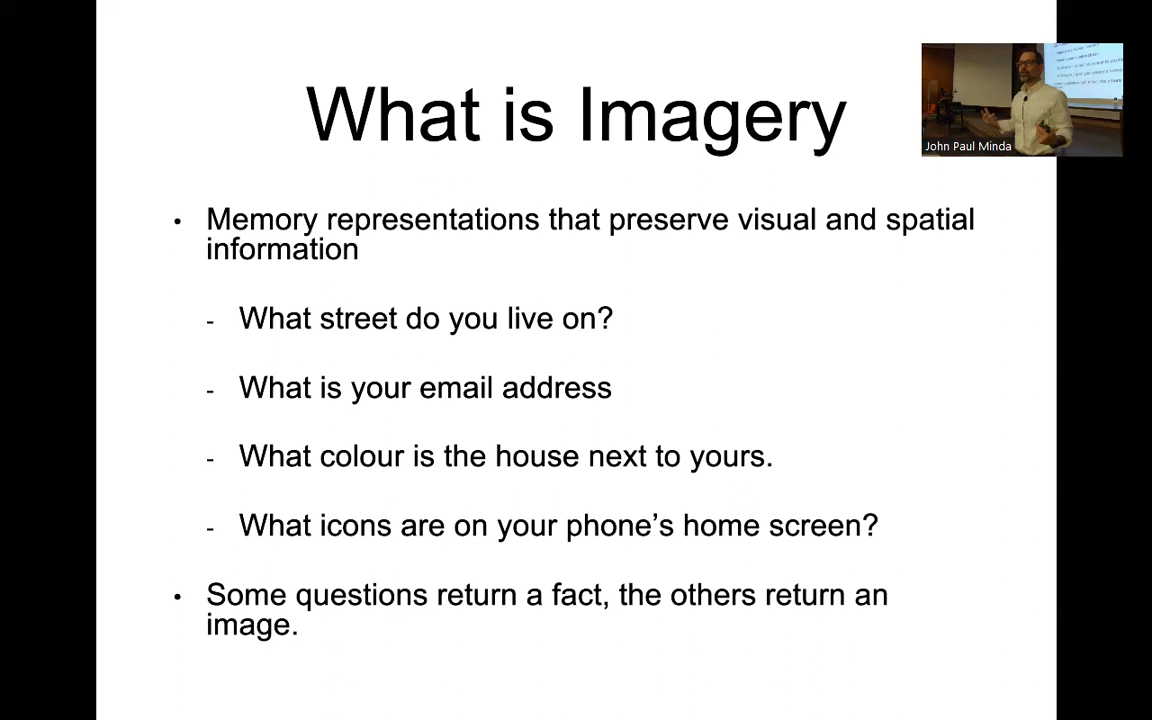 What is Imagery
John Paul Minda
• Memory representations that preserve visual and spatial
information
- What street do you live on?
- What is your email address
- What colour is the house next to yours.
- What icons are on your phone’s home screen?
• Some questions return a fact, the others return an
image.